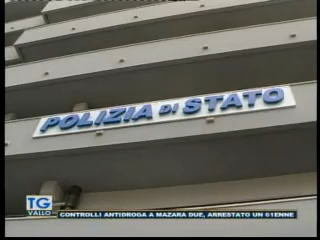 POLIZIA DI STATO
TG
VALLO
CONTROLLI ANTIDROGA A MAZARA DUE, ARRESTATO UN 61ENNE